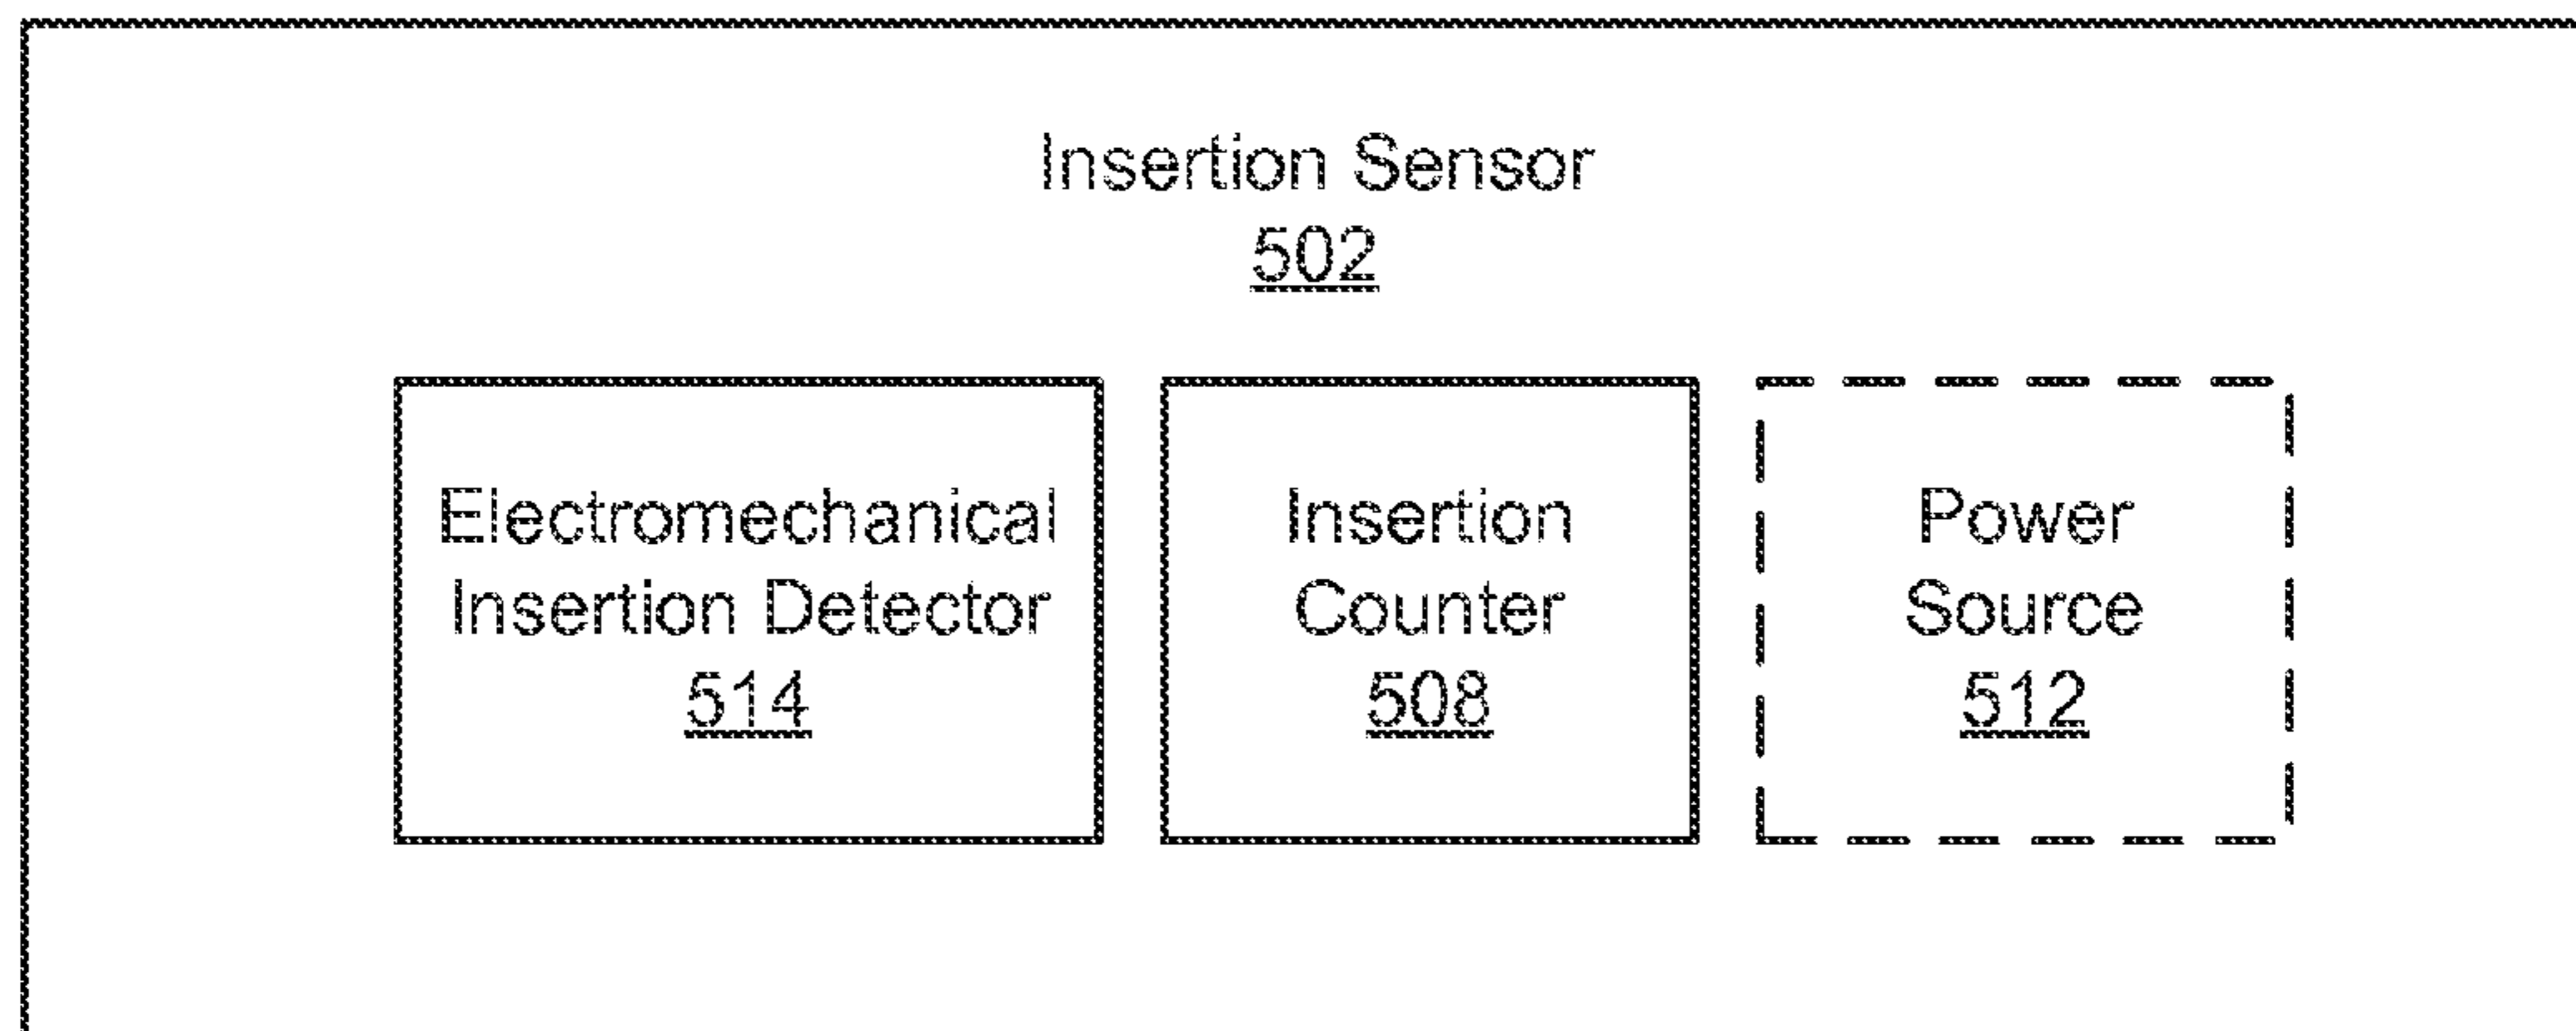 Insertion Sensor
502
Electromechanical
Insertion Detector
514
Insertion
Counter
508
Power
Source
512